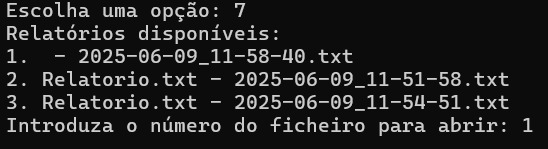 Escolha uma opção: 7
Relatórios disponíveis:
1.  - 2025-06-09_11-58-40.txt
2. Relatorio.txt - 2025-06-09_11-51-58.txt
3. Relatorio.txt - 2025-06-09_11-54-51.txt
Introduza o número do ficheiro para abrir: 1